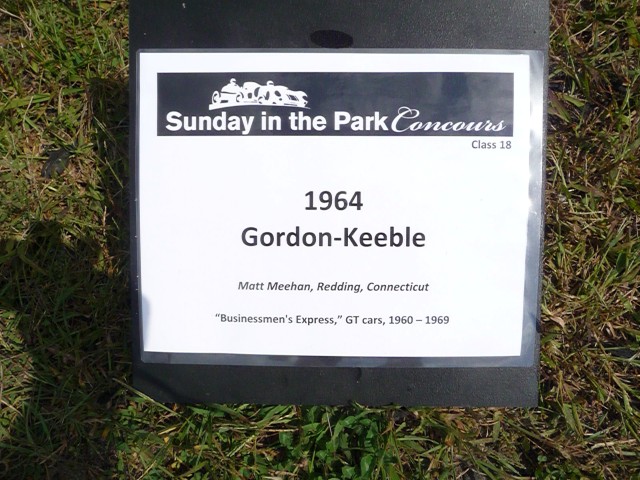 Sunday in the Park Concours
Class 18
1964
Gordon-Keeble
Matt Meehan, Redding, Connecticut
“Businessmen's Express,” GT cars, 1960 – 1969